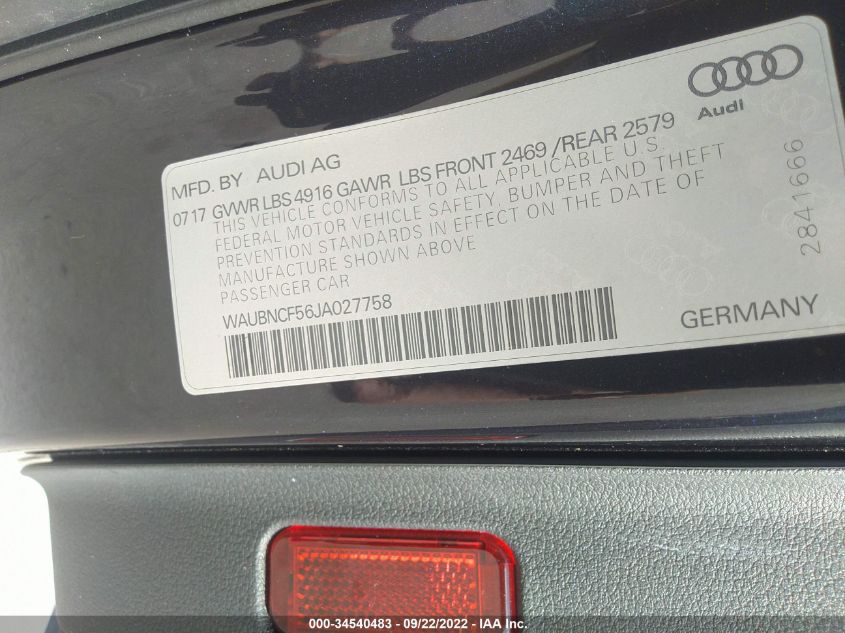 Audi
MFD. BY AUDI AG
07 17 GVWR LBS 4916 GAWR LBS FRONT 2469 /REAR 2579
THIS VEHICLE CONFORMS TO ALL APPLICABLE U.S.
FEDERAL MOTOR VEHICLE SAFETY, BUMPER AND THEFT
PREVENTION STANDARDS IN EFFECT ON THE DATE OF
MANUFACTURE SHOWN ABOVE
PASSENGER CAR
WAUBNCF56JA027758
2841666
GERMANY
000-34540483 - 09/22/2022 - IAA Inc.